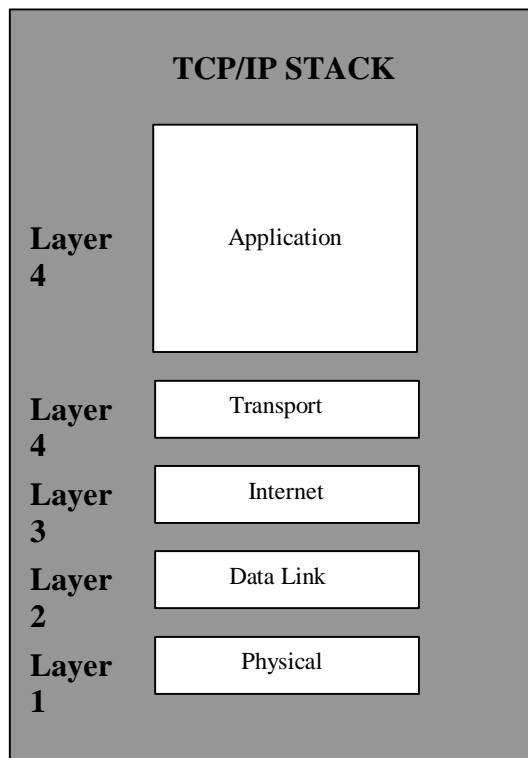 TCP/IP STACK
Layer
4
Application
Layer
4
Transport
Layer
3
Internet
Layer
2
Data Link
Layer
1
Physical